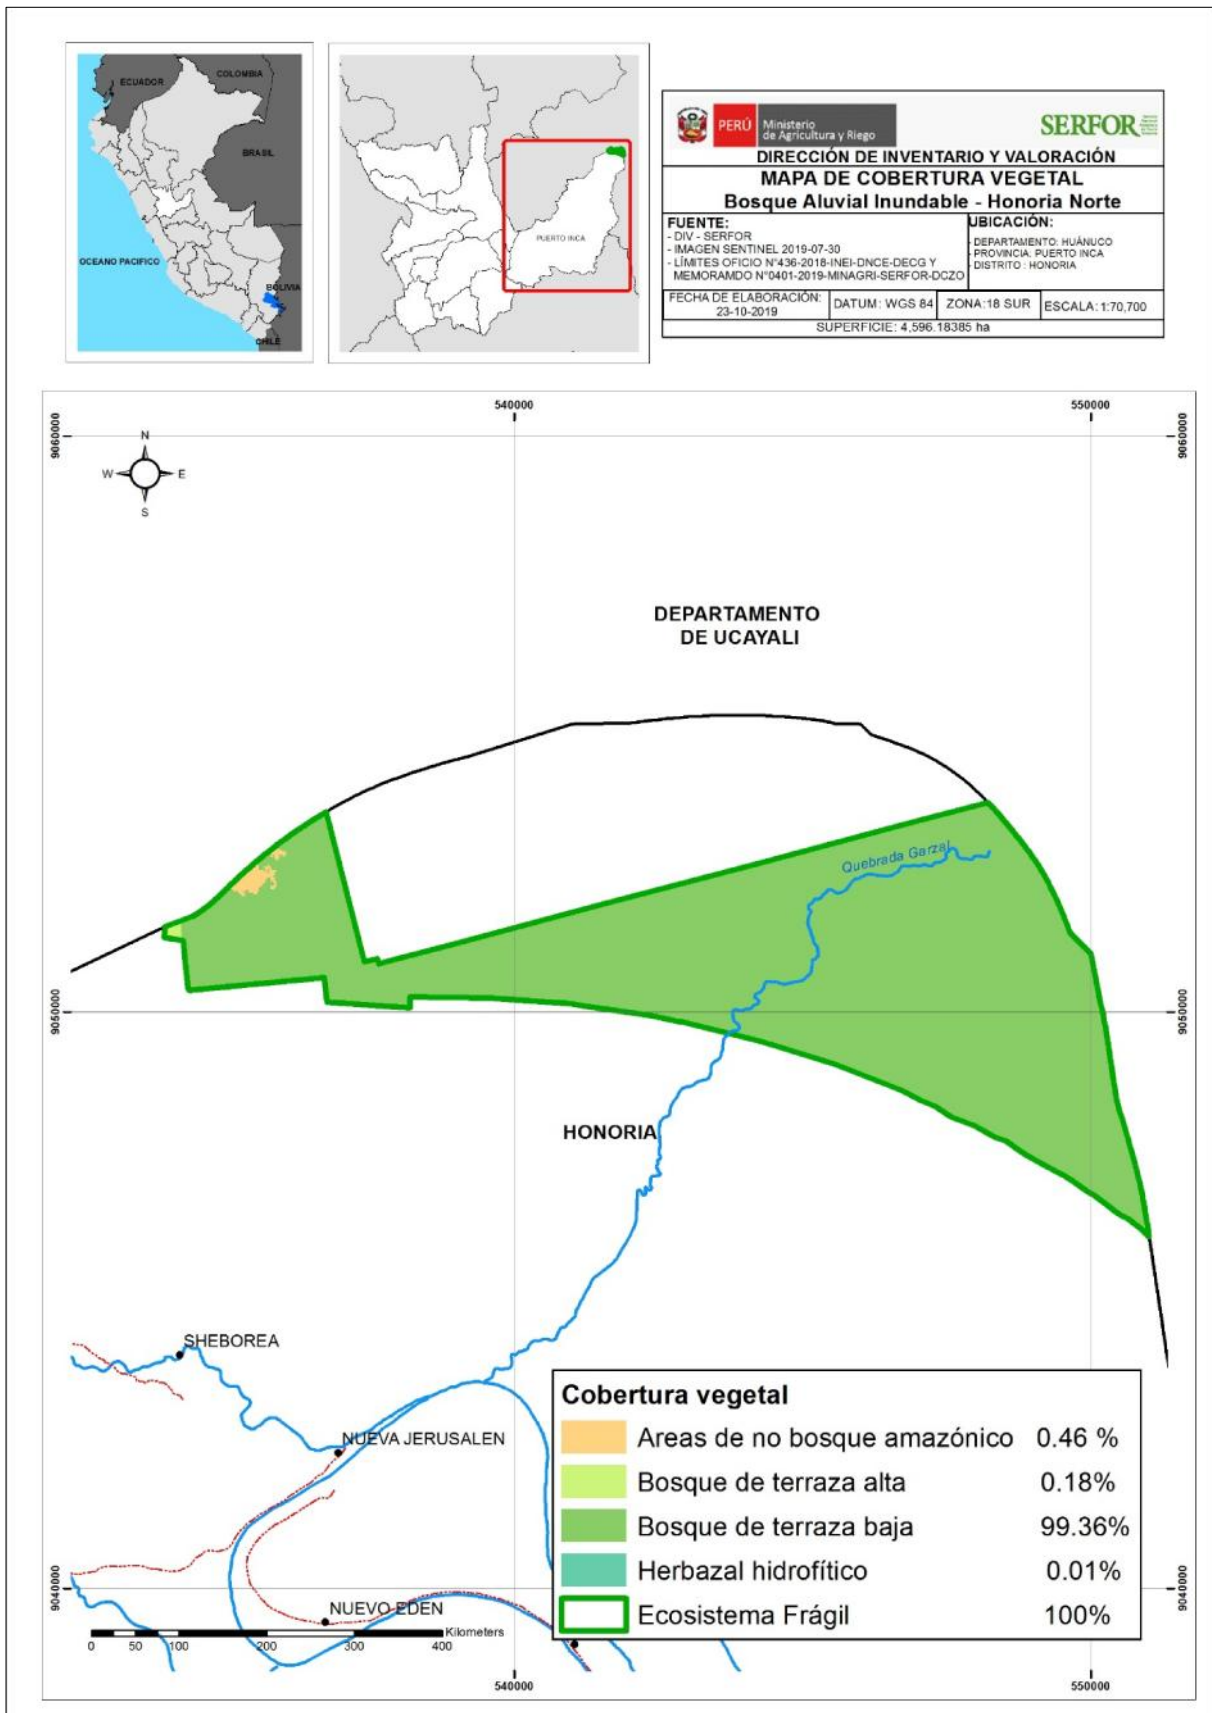 ECUADOR
COLOMBIA
BRASIL
OCEANO PACIFICO
BOLIVIA
CHILE
PUERTO INCA
PERÚ
Ministerio
de Agricultura y Riego
SERFOR
DIRECCIÓN DE INVENTARIO Y VALORACIÓN
MAPA DE COBERTURA VEGETAL
Bosque Aluvial Inundable - Honoria Norte
FUENTE:
- DIV - SERFOR
- IMAGEN SENTINEL 2019-07-30
- LÍMITES OFICIO N°436-2018-INEI-DNCE-DECG Y
MEMORAMDO N°0401-2019-MINAGRI-SERFOR-DCZO
UBICACIÓN:
- DEPARTAMENTO: HUÁNUCO
- PROVINCIA: PUERTO INCA
- DISTRITO : HONORIA
FECHA DE ELABORACIÓN:
23-10-2019
DATUM: WGS 84
ZONA:18 SUR
ESCALA: 1:70,700
SUPERFICIE: 4,596.18385 ha
540000
550000
9060000
9060000
N
W
E
S
DEPARTAMENTO
DE UCAYALI
Quebrada Garzal
9050000
9050000
HONORIA
SHEBOREA
NUEVA JERUSALEN
NUEVO EDEN
Cobertura vegetal
Areas de no bosque amazónico 0.46 %
Bosque de terraza alta 0.18%
Bosque de terraza baja 99.36%
Herbazal hidrofítico 0.01%
Ecosistema Frágil 100%
9040000
9040000
0 50 100 200 300 400 Kilometers
540000
550000